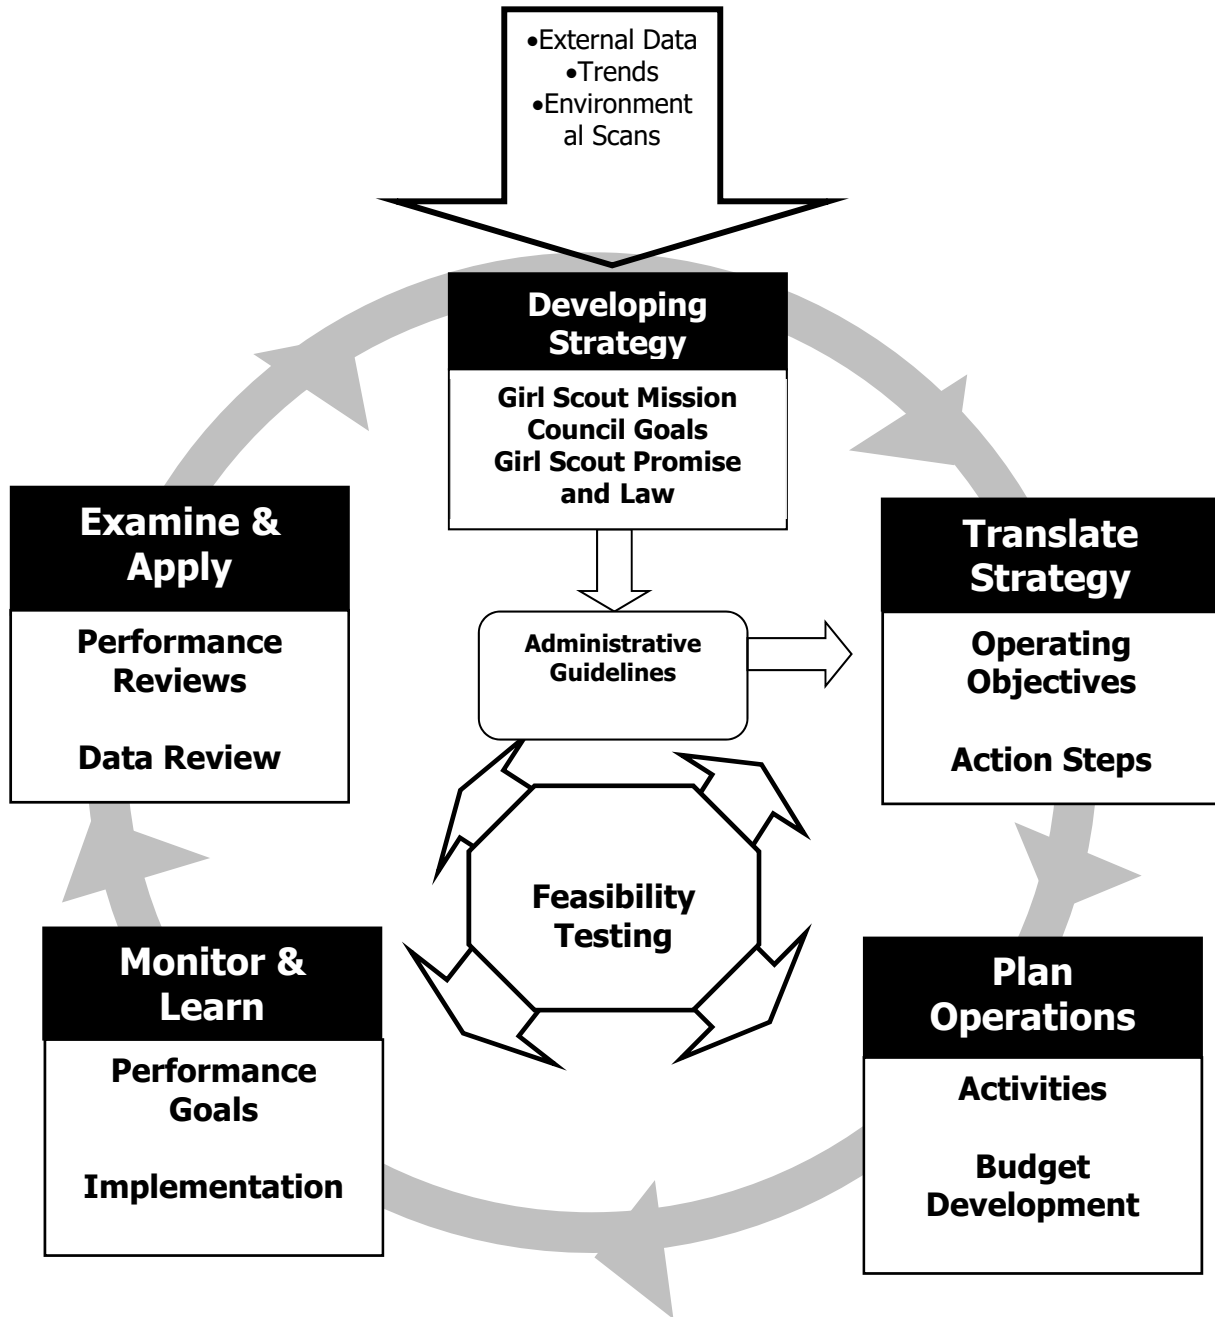 •External Data
•Trends
•Environment
al Scans
Developing
Strategy
Girl Scout Mission
Council Goals
Girl Scout Promise
and Law
Examine &
Apply
Performance
Reviews
Data Review
Translate
Strategy
Operating
Objectives
Action Steps
Administrative
Guidelines
Feasibility
Testing
Monitor &
Learn
Performance
Goals
Implementation
Plan
Operations
Activities
Budget
Development